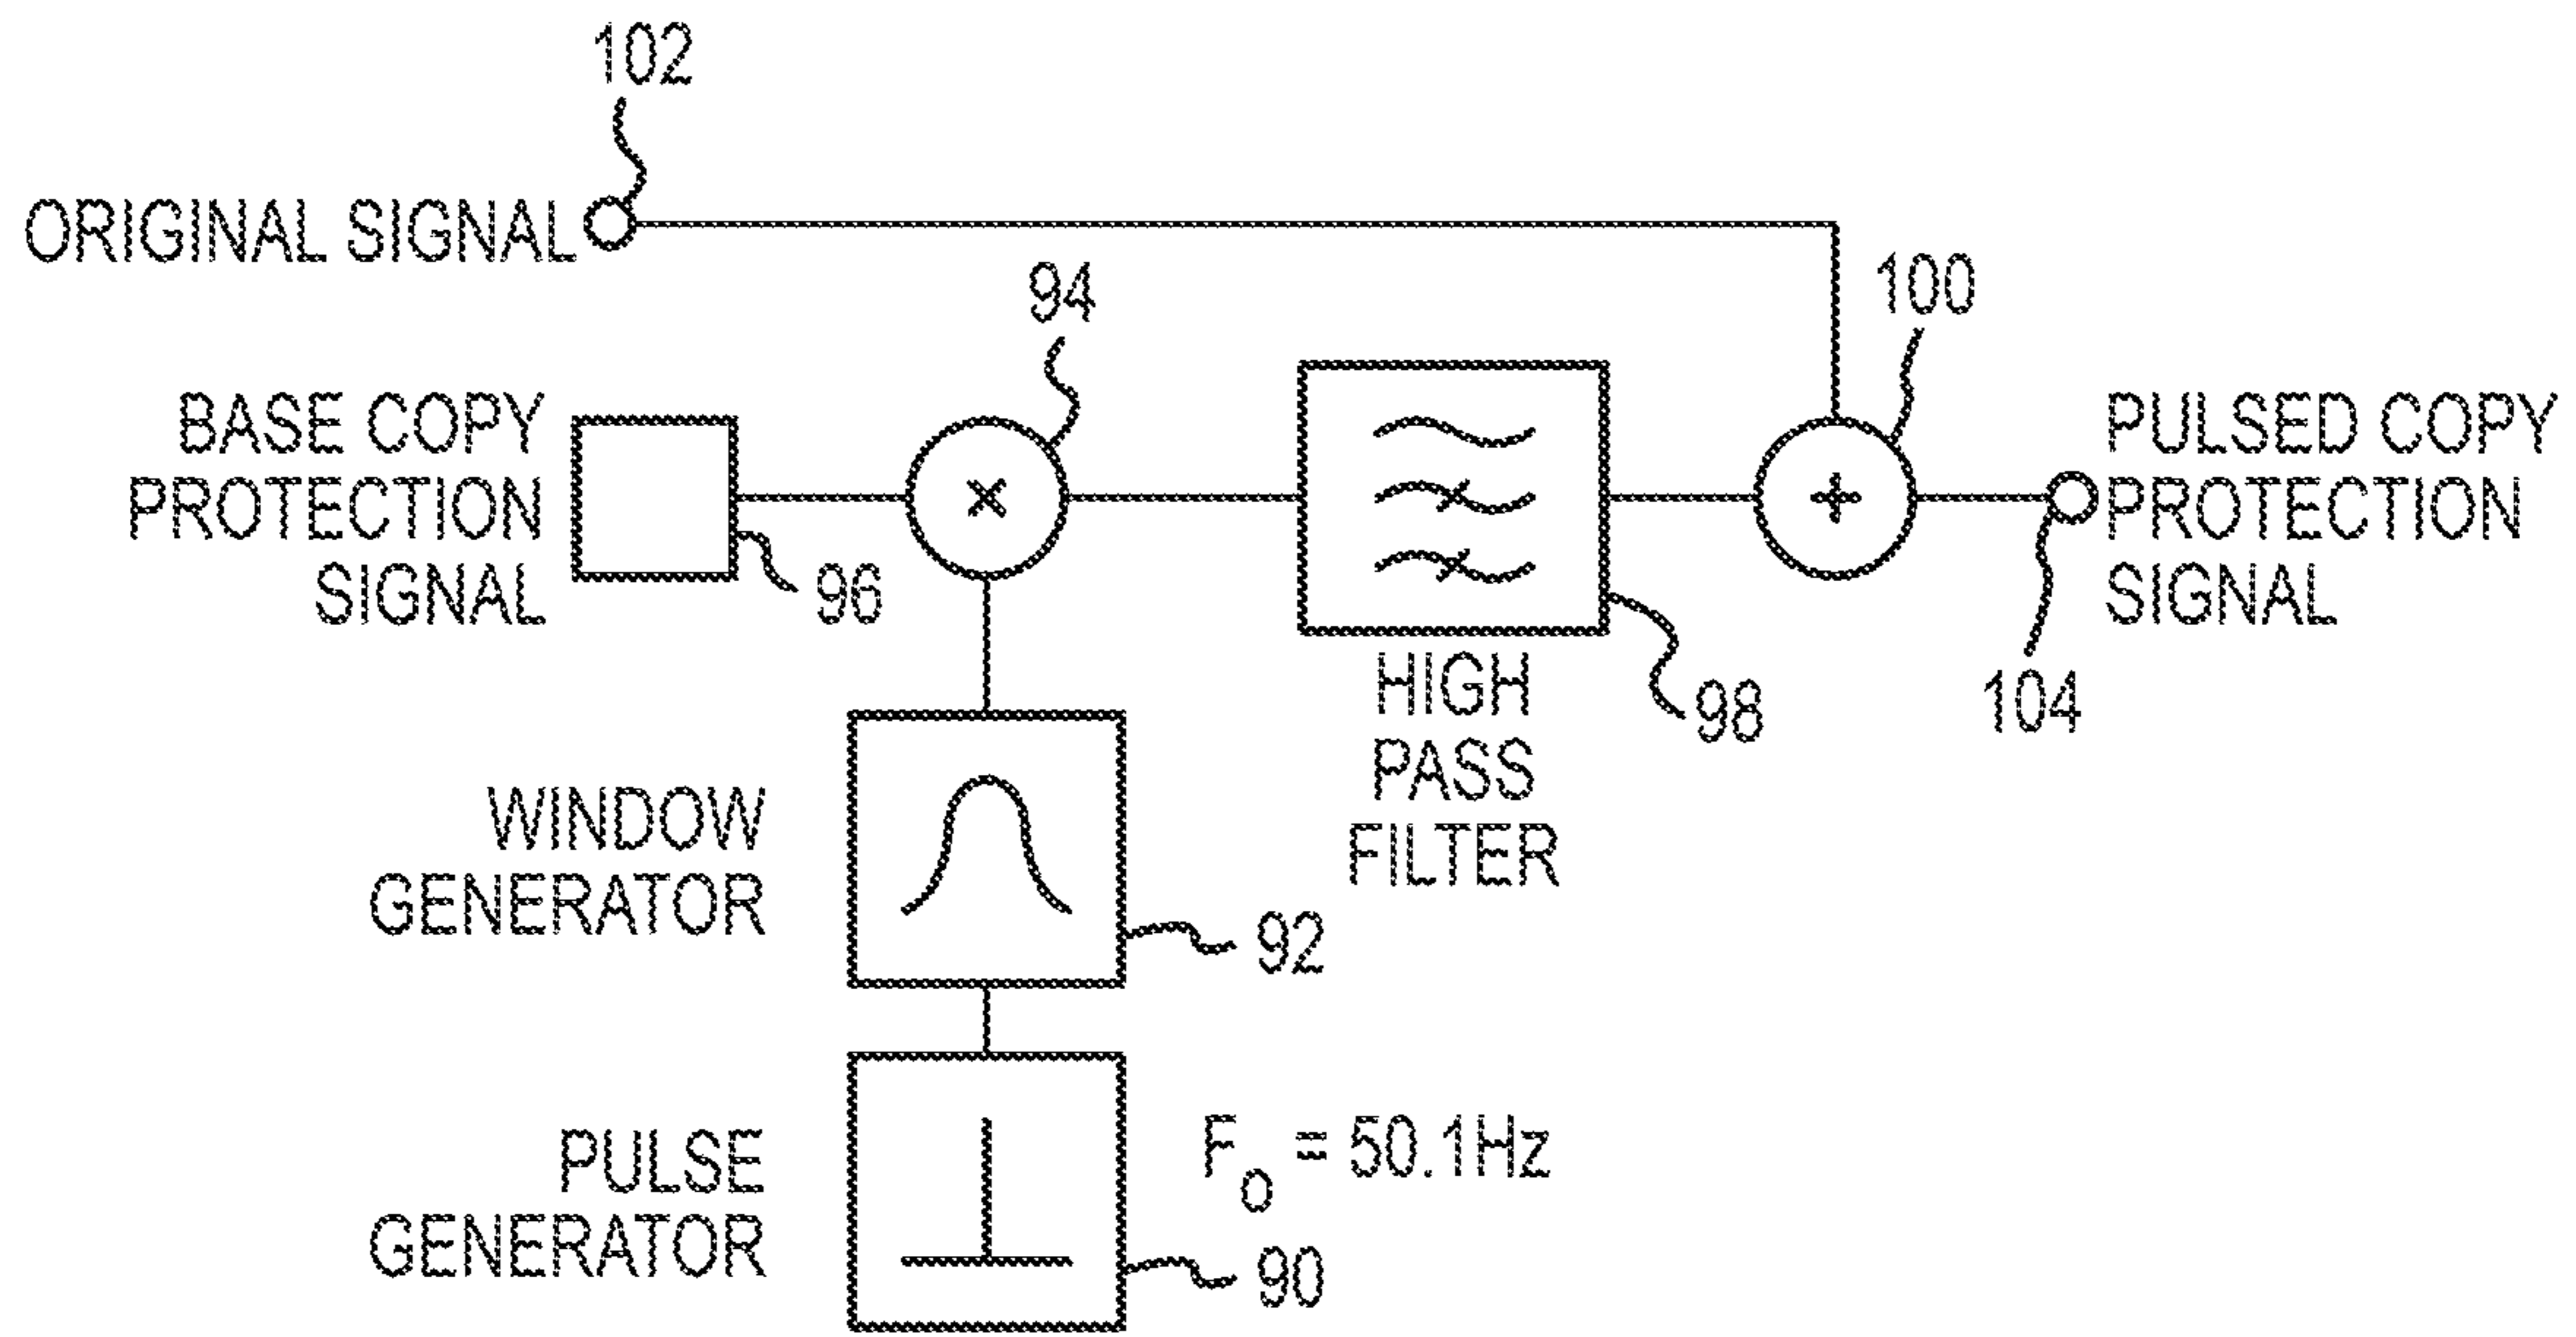 102
ORIGINAL SIGNAL
94
100
BASE COPY
PROTECTION
SIGNAL
96
×
+
PULSED COPY
PROTECTION
SIGNAL
104
HIGH
PASS
FILTER
98
WINDOW
GENERATOR
92
PULSE
GENERATOR
F₀ = 50.1Hz
90